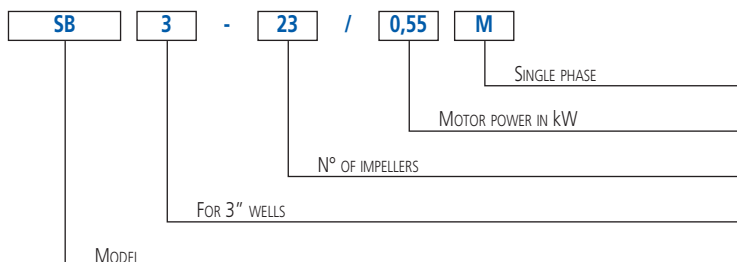 SB 3 - 23 / 0,55 M
Single phase
Motor power in kW
N° of impellers
For 3" wells
Model